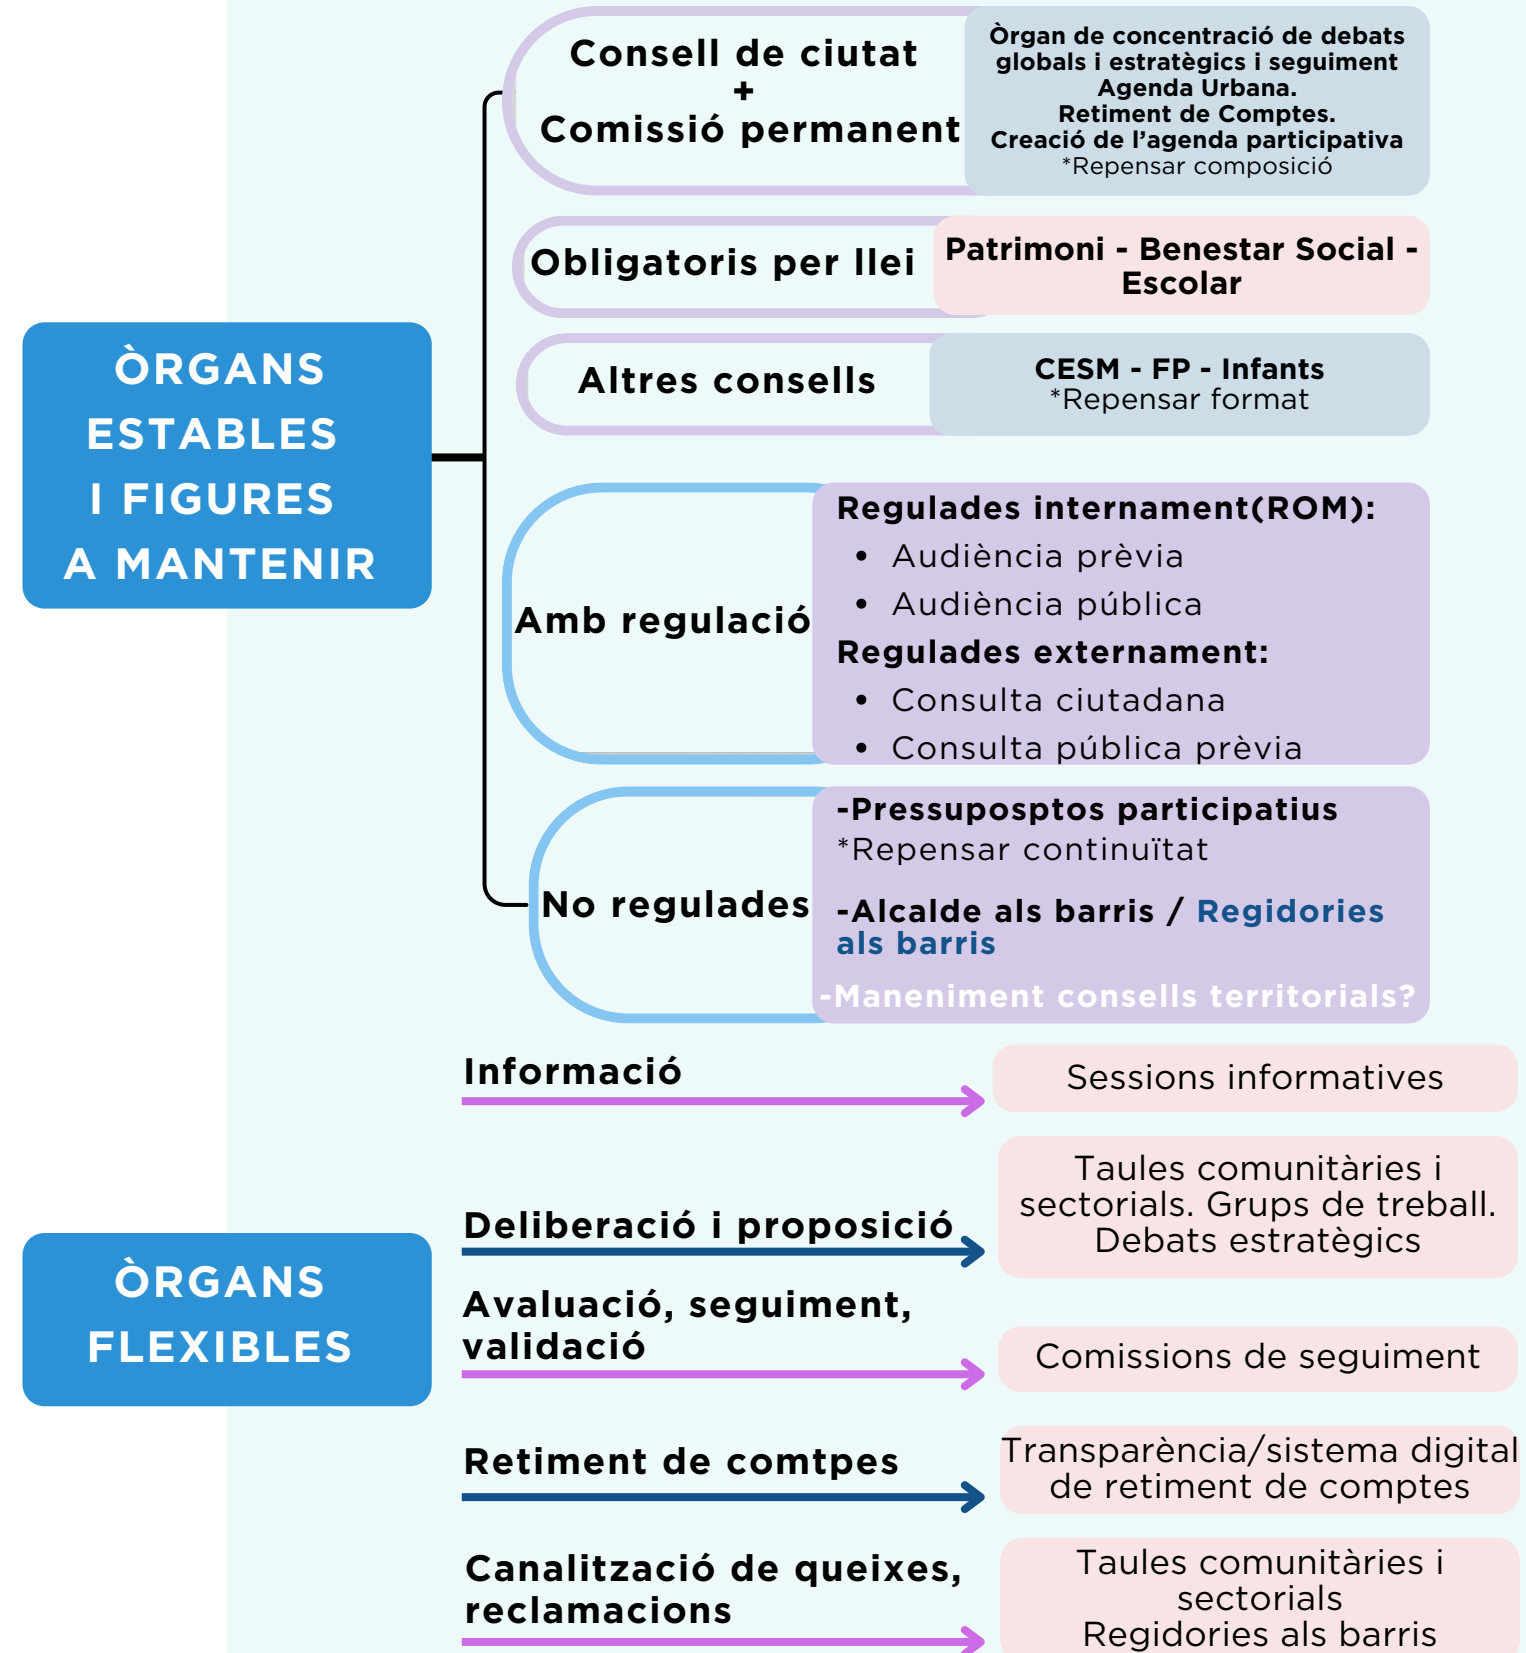 Consell de ciutat
+
Comissió permanent
Òrgan de concentració de debats
globals i estratègics i seguiment
Agenda Urbana.
Retiment de Comptes.
Creació de l'agenda participativa
*Repensar composició
Obligatoris per llei
Patrimoni - Benestar Social -
Escolar
ÒRGANS
ESTABLES
I FIGURES
A MANTENIR
Altres consells
CESM - FP - Infants
*Repensar format
Amb regulació
Regulades internament(ROM):
• Audiència prèvia
• Audiència pública
Regulades externament:
• Consulta ciutadana
• Consulta pública prèvia
No regulades
-Pressuposptos participatius
*Repensar continuïtat
-Alcalde als barris / Regidories
als barris
-Maneniment consells territorials?
ÒRGANS
FLEXIBLES
Informació
Sessions informatives
Deliberació i proposició
Taules comunitàries i
sectorials. Grups de treball.
Debats estratègics
Avaluació, seguiment,
validació
Comissions de seguiment
Retiment de comtpes
Transparència/sistema digital
de retiment de comptes
Canalització de queixes,
reclamacions
Taules comunitàries i
sectorials
Regidories als barris